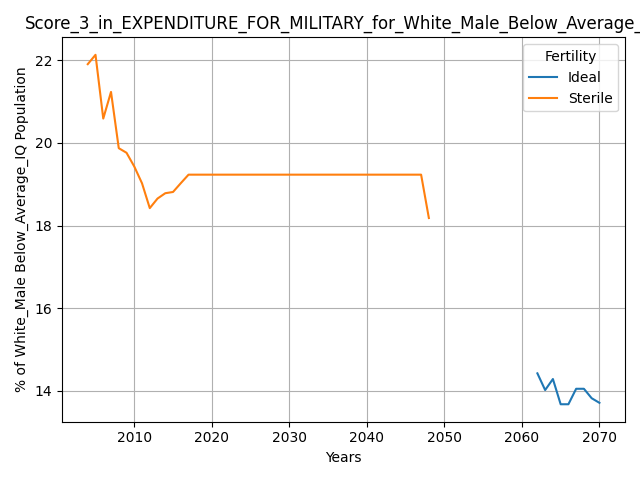 Score_3_in_EXPENDITURE_FOR_MILITARY_for_White_Male_Below_Average_
Fertility
Ideal
Sterile
% of White_Male Below_Average_IQ Population
22
20
18
16
14
2010 2020 2030 2040 2050 2060 2070
Years